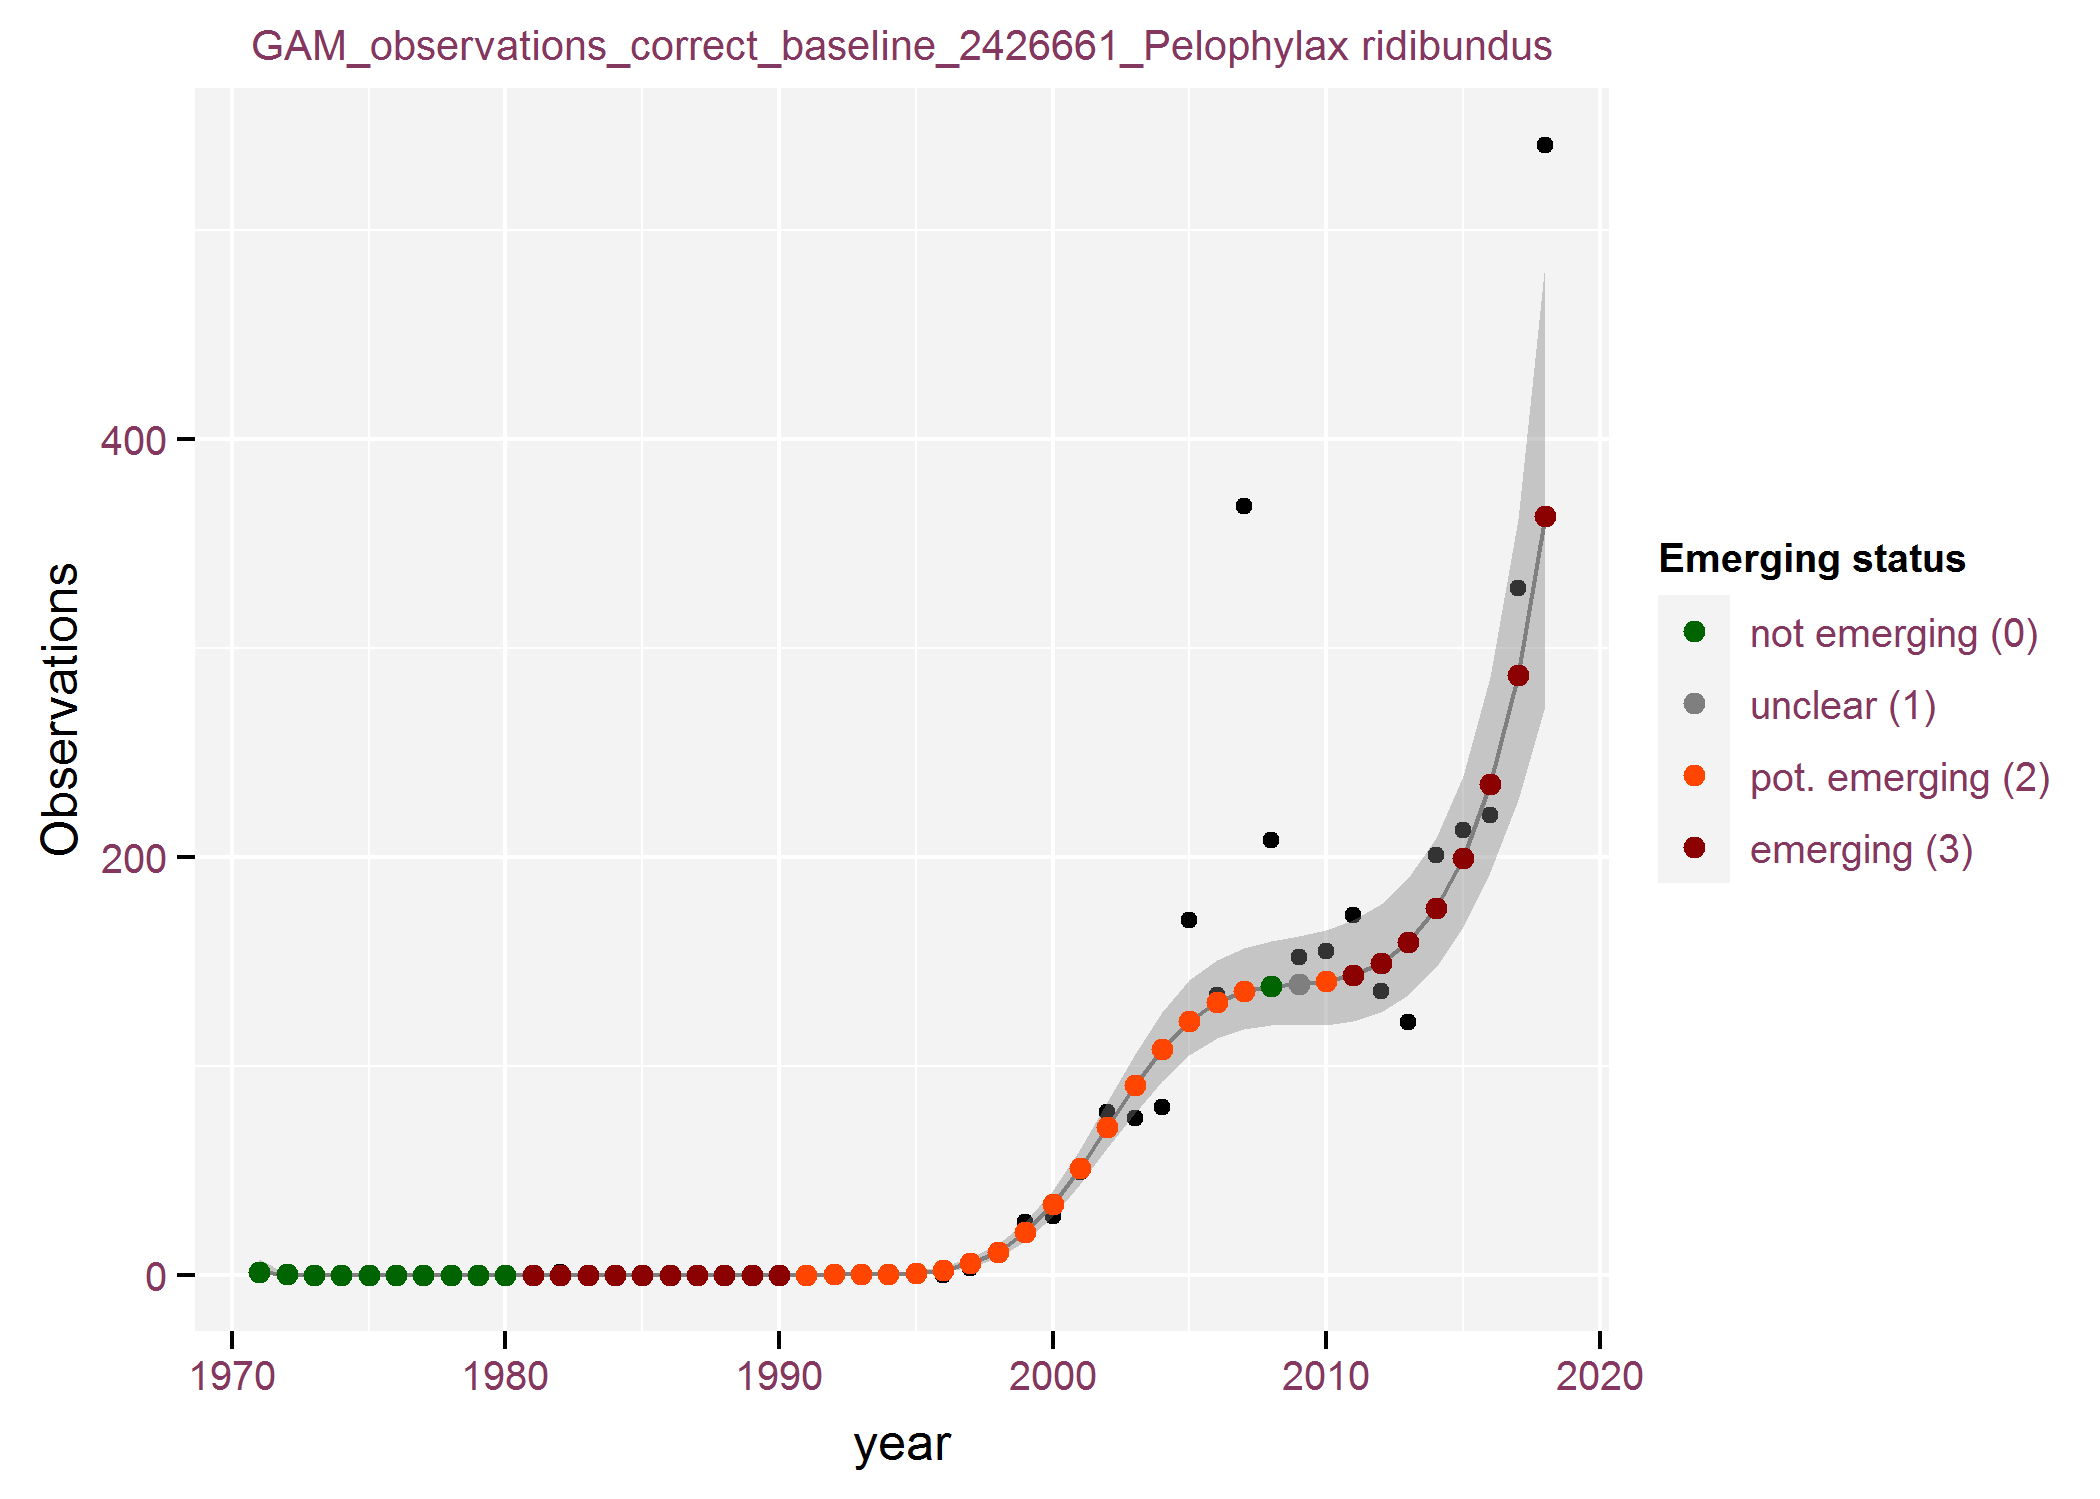 GAM_observations_correct_baseline_2426661_Pelophylax ridibundus
Observations
400
200
0
1970 1980 1990 2000 2010 2020
year
Emerging status
not emerging (0)
unclear (1)
pot. emerging (2)
emerging (3)